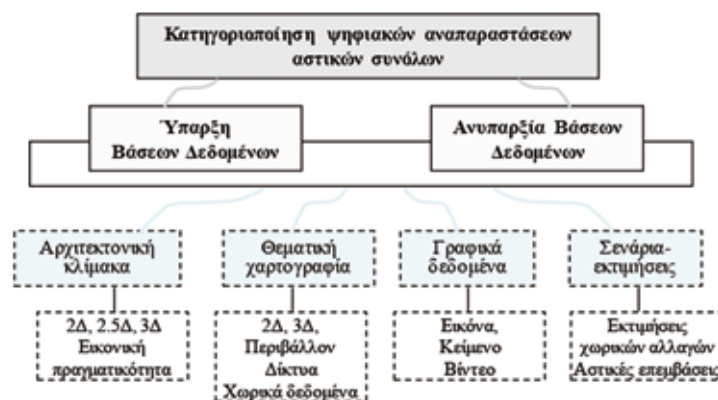 Κατηγοριοποίηση ψηφιακών αναπαραστάσεων
αστικών συνόλων
Ύπαρξη
Βάσεων Δεδομένων
Ανυπαρξία Βάσεων
Δεδομένων
Αρχιτεκτονική
κλίμακα
Θεματική
χαρτογραφία
Γραφικά
δεδομένα
Σενάρια-
εκτιμήσεις
2Δ, 2.5Δ, 3Δ
Εικονική
πραγματικότητα
2Δ, 3Δ,
Περιβάλλον
Δίκτυα
Χωρικά δεδομένα
Εικόνα,
Κείμενο
Βίντεο
Εκτιμήσεις
χωρικών αλλαγών
Αστικές επεμβάσεις